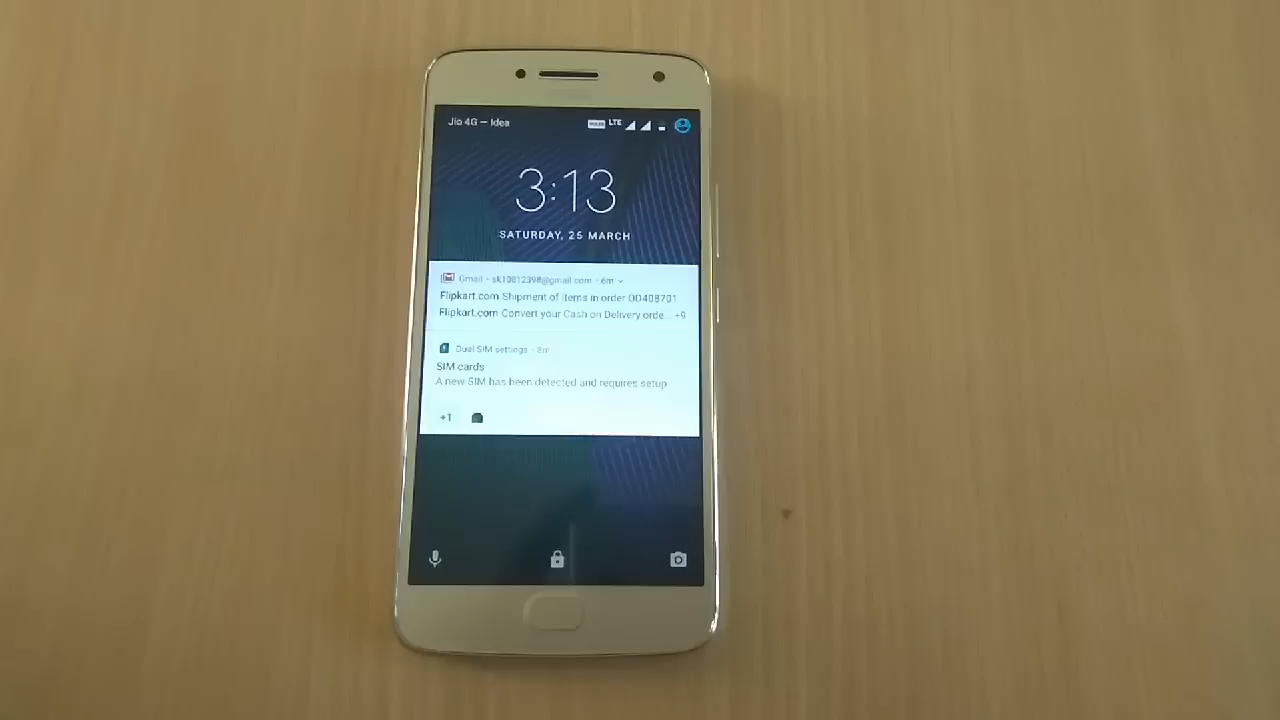 Jio 4G — Idea
VoLTE LTE
3:13
SATURDAY, 25 MARCH
Gmail • sk10812398@gmail.com • 6m
Flipkart.com Shipment of items in order OD408701
Flipkart.com Convert your Cash on Delivery orde... +9
Dual SIM settings • 8m
SIM cards
A new SIM has been detected and requires setup
+1